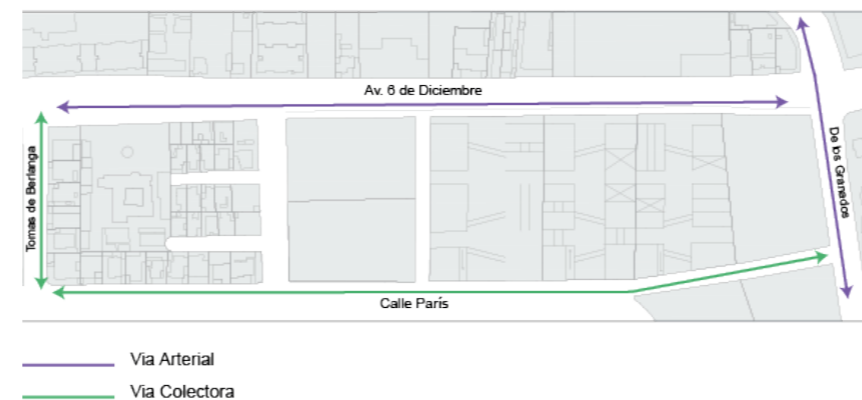 Av. 6 de Diciembre
Tomas de Berlanga
De los Granados
Calle París
Via Arterial
Via Colectora